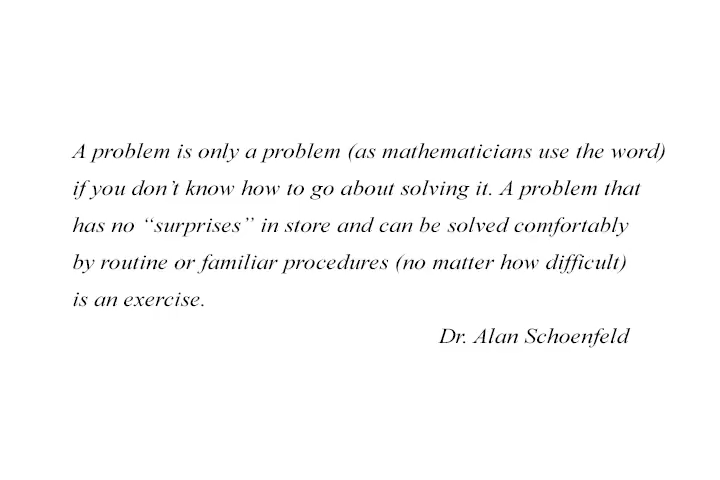 A problem is only a problem (as mathematicians use the word)
if you don’t know how to go about solving it. A problem that
has no “surprises” in store and can be solved comfortably
by routine or familiar procedures (no matter how difficult)
is an exercise.
Dr. Alan Schoenfeld